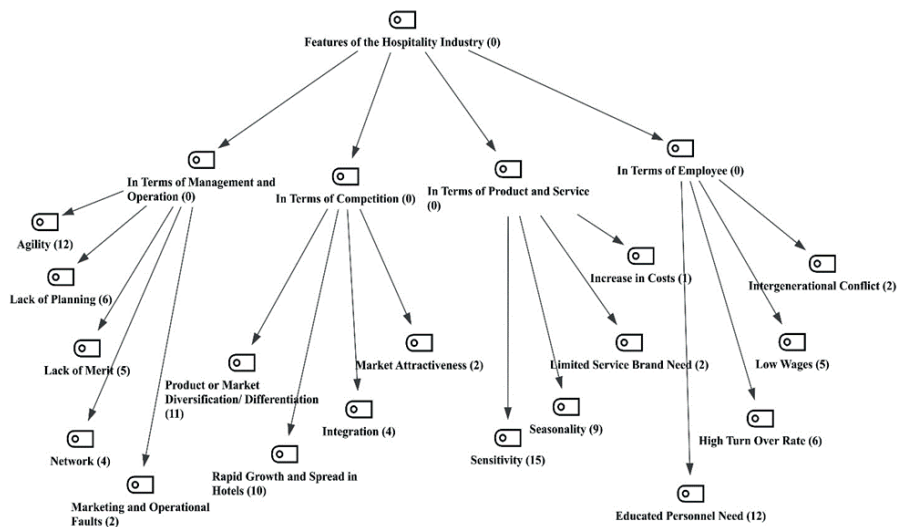 Features of the Hospitality Industry (0)
In Terms of Management and
Operation (0)
In Terms of Compctition (0)
In Terms of Product and Service
(0)
In Terms of Employee (0)
Agility (12)
Lack of Planning (6)
Lack of Merit (5)
Network (4)
Marketing and Operational
Faults (2)
Product or Market
Diversification/ Differentiation
(11)
Rapid Growth and Spread in
Hotels (10)
Integration (4)
Market Attractiveness (2)
Sensitivity (15)
Seasonality (9)
Limited Service Brand Need (2)
Increase in Costs (1)
Educated Personnel Need (12)
High Turn Over Rate (6)
Low Wages (5)
Intergenerational Conflict (2)